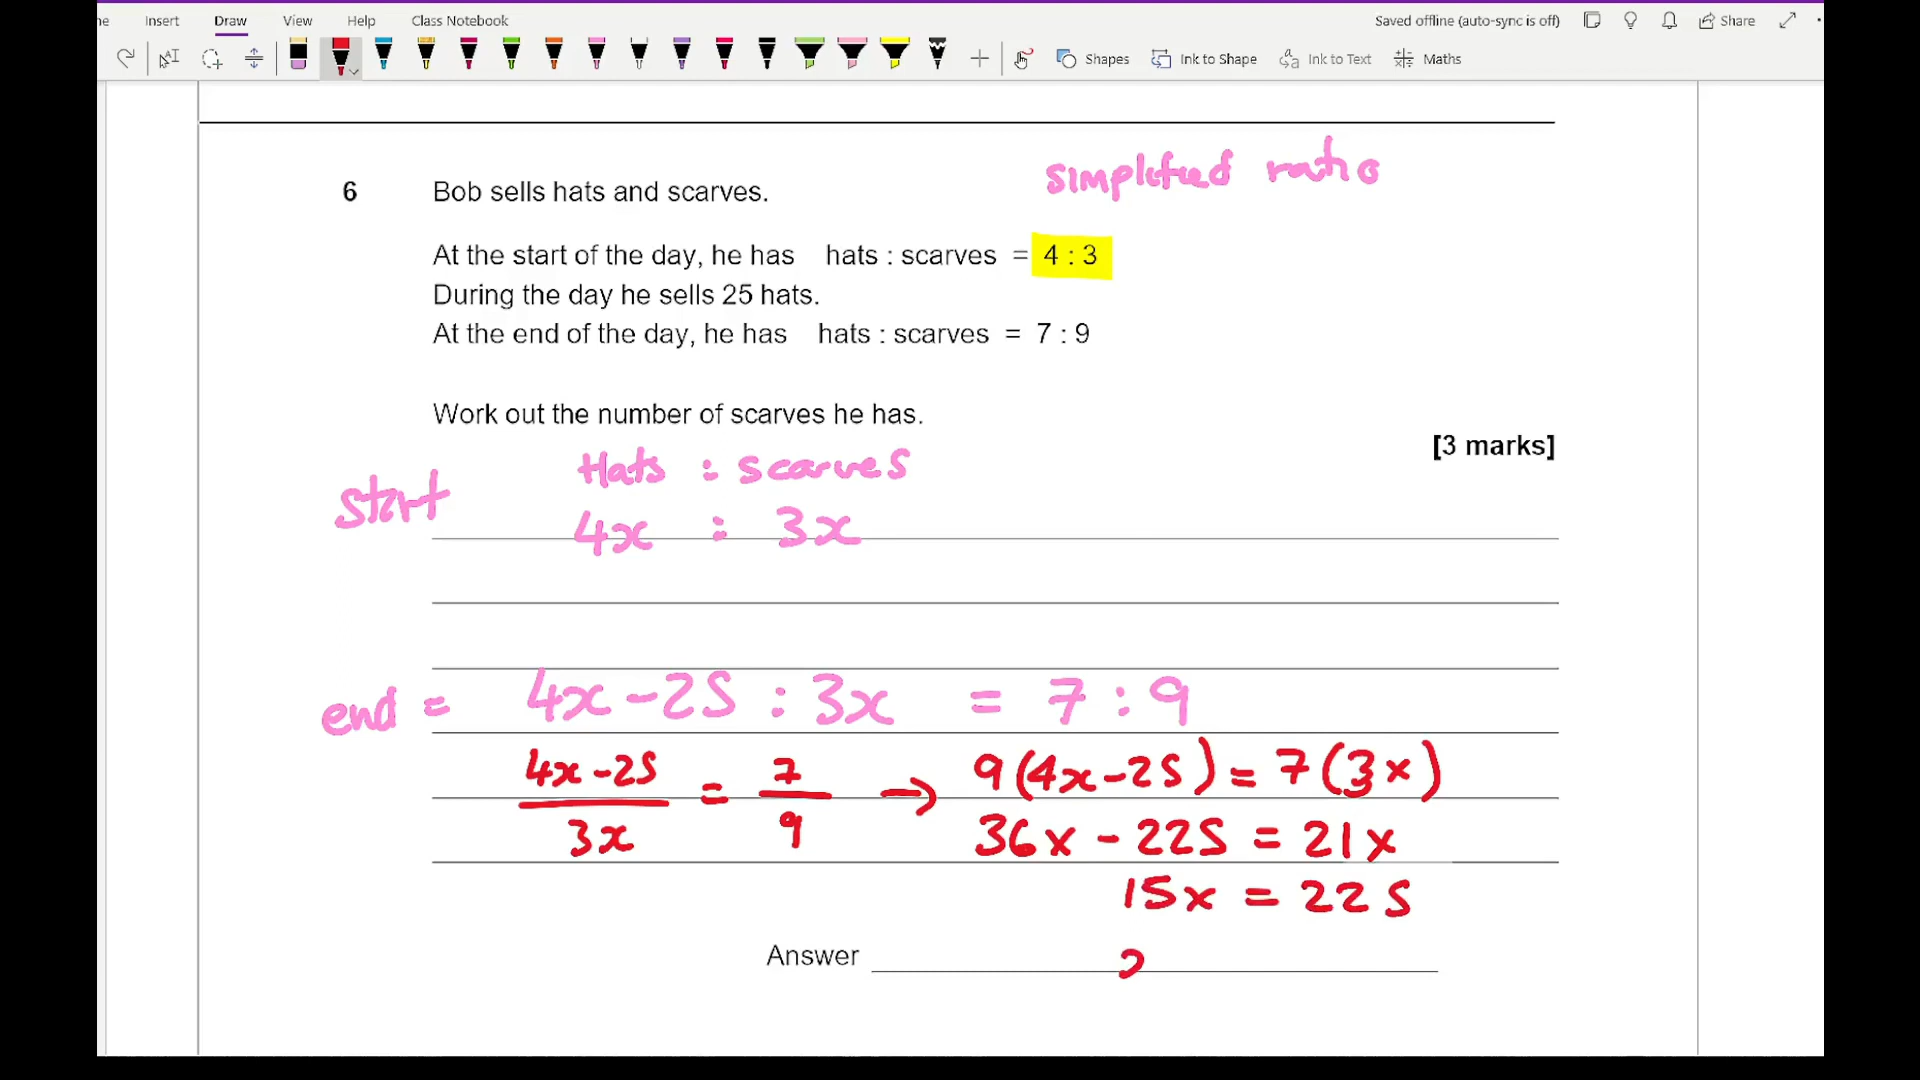 Insert Draw View Help Class Notebook Saved offline (auto-sync is off) Share
Shapes Ink to Shape Ink to Text Maths
simplified ratio
6 Bob sells hats and scarves.
At the start of the day, he has hats : scarves = 4 : 3
During the day he sells 25 hats.
At the end of the day, he has hats : scarves = 7 : 9
Work out the number of scarves he has.
[3 marks]
Hats : scarves
start 4x : 3x
end = 4x - 25 : 3x = 7 : 9
4x - 25 / 3x = 7 / 9 → 9(4x - 25) = 7(3x)
36x - 225 = 21x
15x = 225
Answer